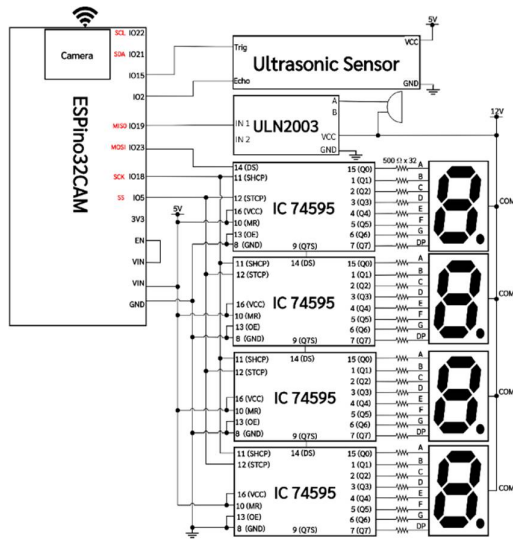 Camera
ESPino32CAM
SCL IO22
SDA IO21
IO15
IO2
MISO IO19
MOSI IO23
SCK IO18
SS IO5
3V3
EN
VIN
VIN
GND
5V
Trig
Echo
Ultrasonic Sensor
VCC
GND
5V
IN 1
IN 2
ULN2003
A
B
VCC
GND
12V
500 Ω x 32
14 (DS)
11 (SHCP)
12 (STCP)
16 (VCC)
10 (MR)
13 (OE)
8 (GND)
IC 74595
9 (Q7S)
15 (Q0)
1 (Q1)
2 (Q2)
3 (Q3)
4 (Q4)
5 (Q5)
6 (Q6)
7 (Q7)
A
B
C
D
E
F
G
DP
COM
11 (SHCP)
14 (DS)
12 (STCP)
16 (VCC)
10 (MR)
13 (OE)
8 (GND)
IC 74595
9 (Q7S)
15 (Q0)
1 (Q1)
2 (Q2)
3 (Q3)
4 (Q4)
5 (Q5)
6 (Q6)
7 (Q7)
A
B
C
D
E
F
G
DP
COM
11 (SHCP)
14 (DS)
12 (STCP)
16 (VCC)
10 (MR)
13 (OE)
8 (GND)
IC 74595
9 (Q7S)
15 (Q0)
1 (Q1)
2 (Q2)
3 (Q3)
4 (Q4)
5 (Q5)
6 (Q6)
7 (Q7)
A
B
C
D
E
F
G
DP
COM
11 (SHCP)
14 (DS)
12 (STCP)
16 (VCC)
10 (MR)
13 (OE)
8 (GND)
IC 74595
9 (Q7S)
15 (Q0)
1 (Q1)
2 (Q2)
3 (Q3)
4 (Q4)
5 (Q5)
6 (Q6)
7 (Q7)
A
B
C
D
E
F
G
DP
COM